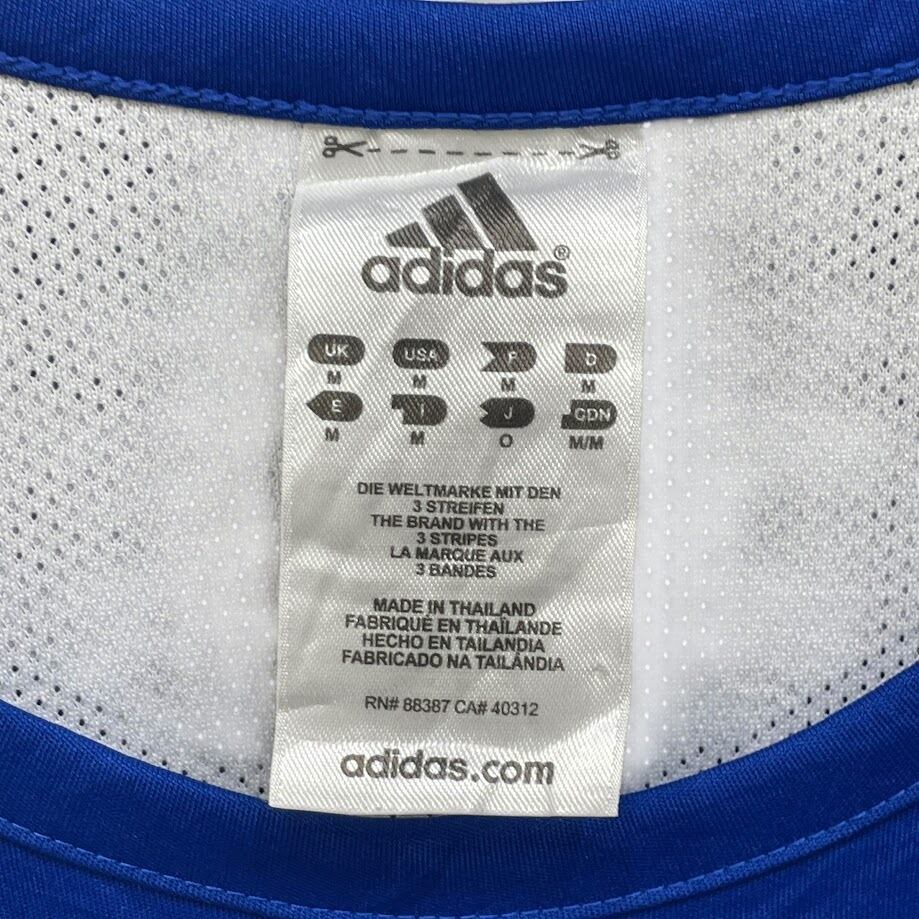 adidas®
UK USA F D
M M M M
E I J CDN
M M O M/M
DIE WELTMARKE MIT DEN
3 STREIFEN
THE BRAND WITH THE
3 STRIPES
LA MARQUE AUX
3 BANDES
MADE IN THAILAND
FABRIQUÉ EN THAÏLANDE
HECHO EN TAILANDIA
FABRICADO NA TAILÂNDIA
RN# 88387 CA# 40312
adidas.com